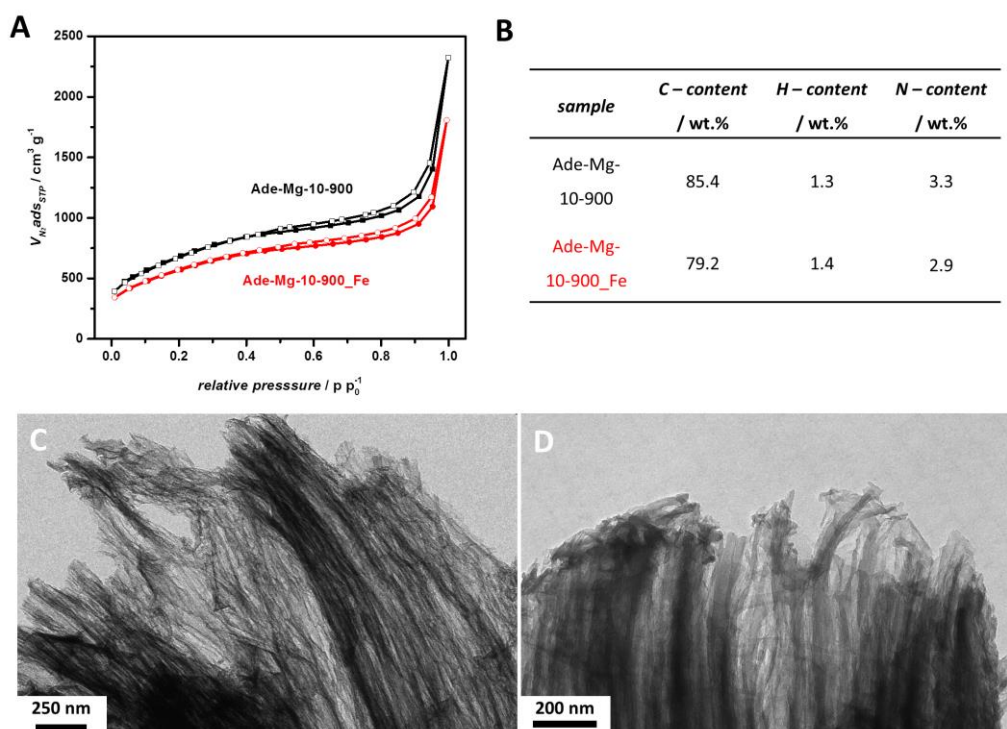 A
2500
2000
1500
1000
500
0
V_N₂ ads_STP / cm³ g⁻¹
Ade-Mg-10-900
Ade-Mg-10-900_Fe
0.0 0.2 0.4 0.6 0.8 1.0
relative presssure / p p₀⁻¹
B
sample C – content H – content N – content
/ wt.% / wt.% / wt.%
Ade-Mg-
10-900 85.4 1.3 3.3
Ade-Mg-
10-900_Fe 79.2 1.4 2.9
C
250 nm
D
200 nm